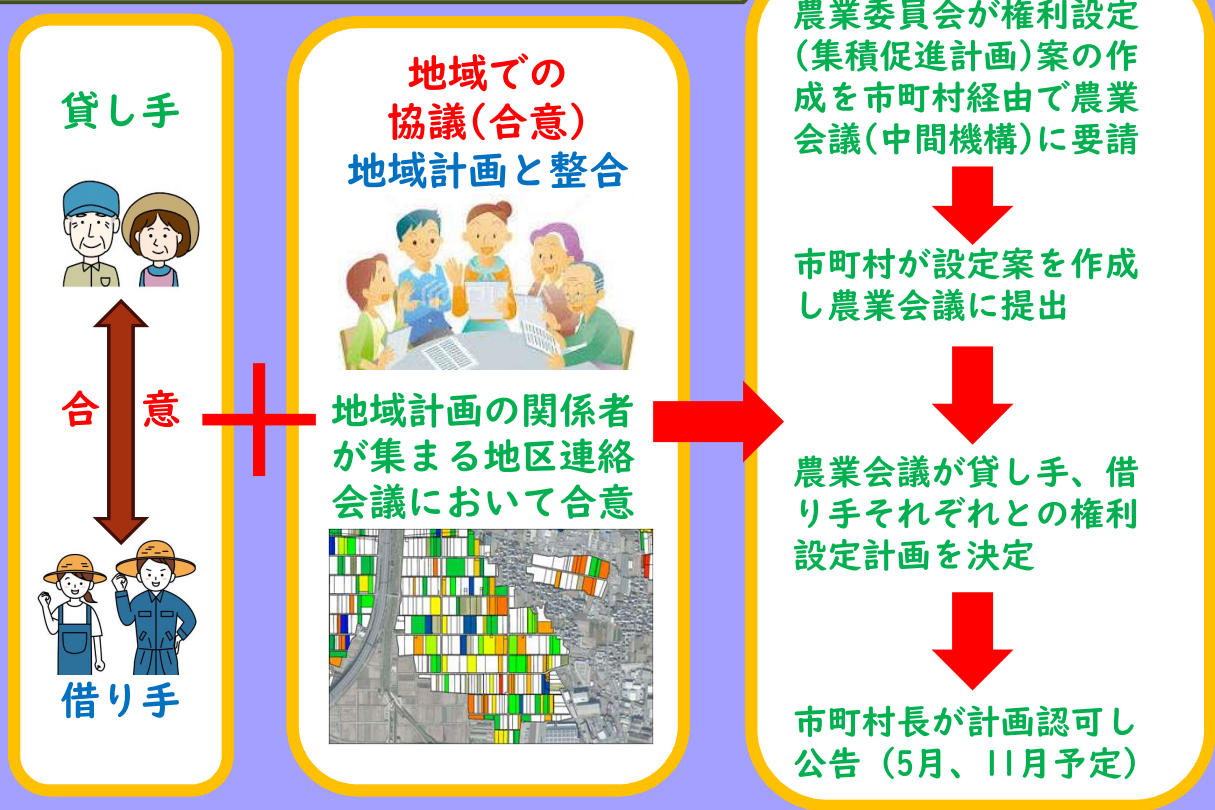 貸し手
合意
借り手
地域での
協議(合意)
地域計画と整合
地域計画の関係者
が集まる地区連絡
会議において合意
農業委員会が権利設定
(集積促進計画)案の作
成を市町村経由で農業
会議(中間機構)に要請
市町村が設定案を作成
し農業会議に提出
農業会議が貸し手、借
り手それぞれとの権利
設定計画を決定
市町村長が計画認可し
公告（5月、11月予定）